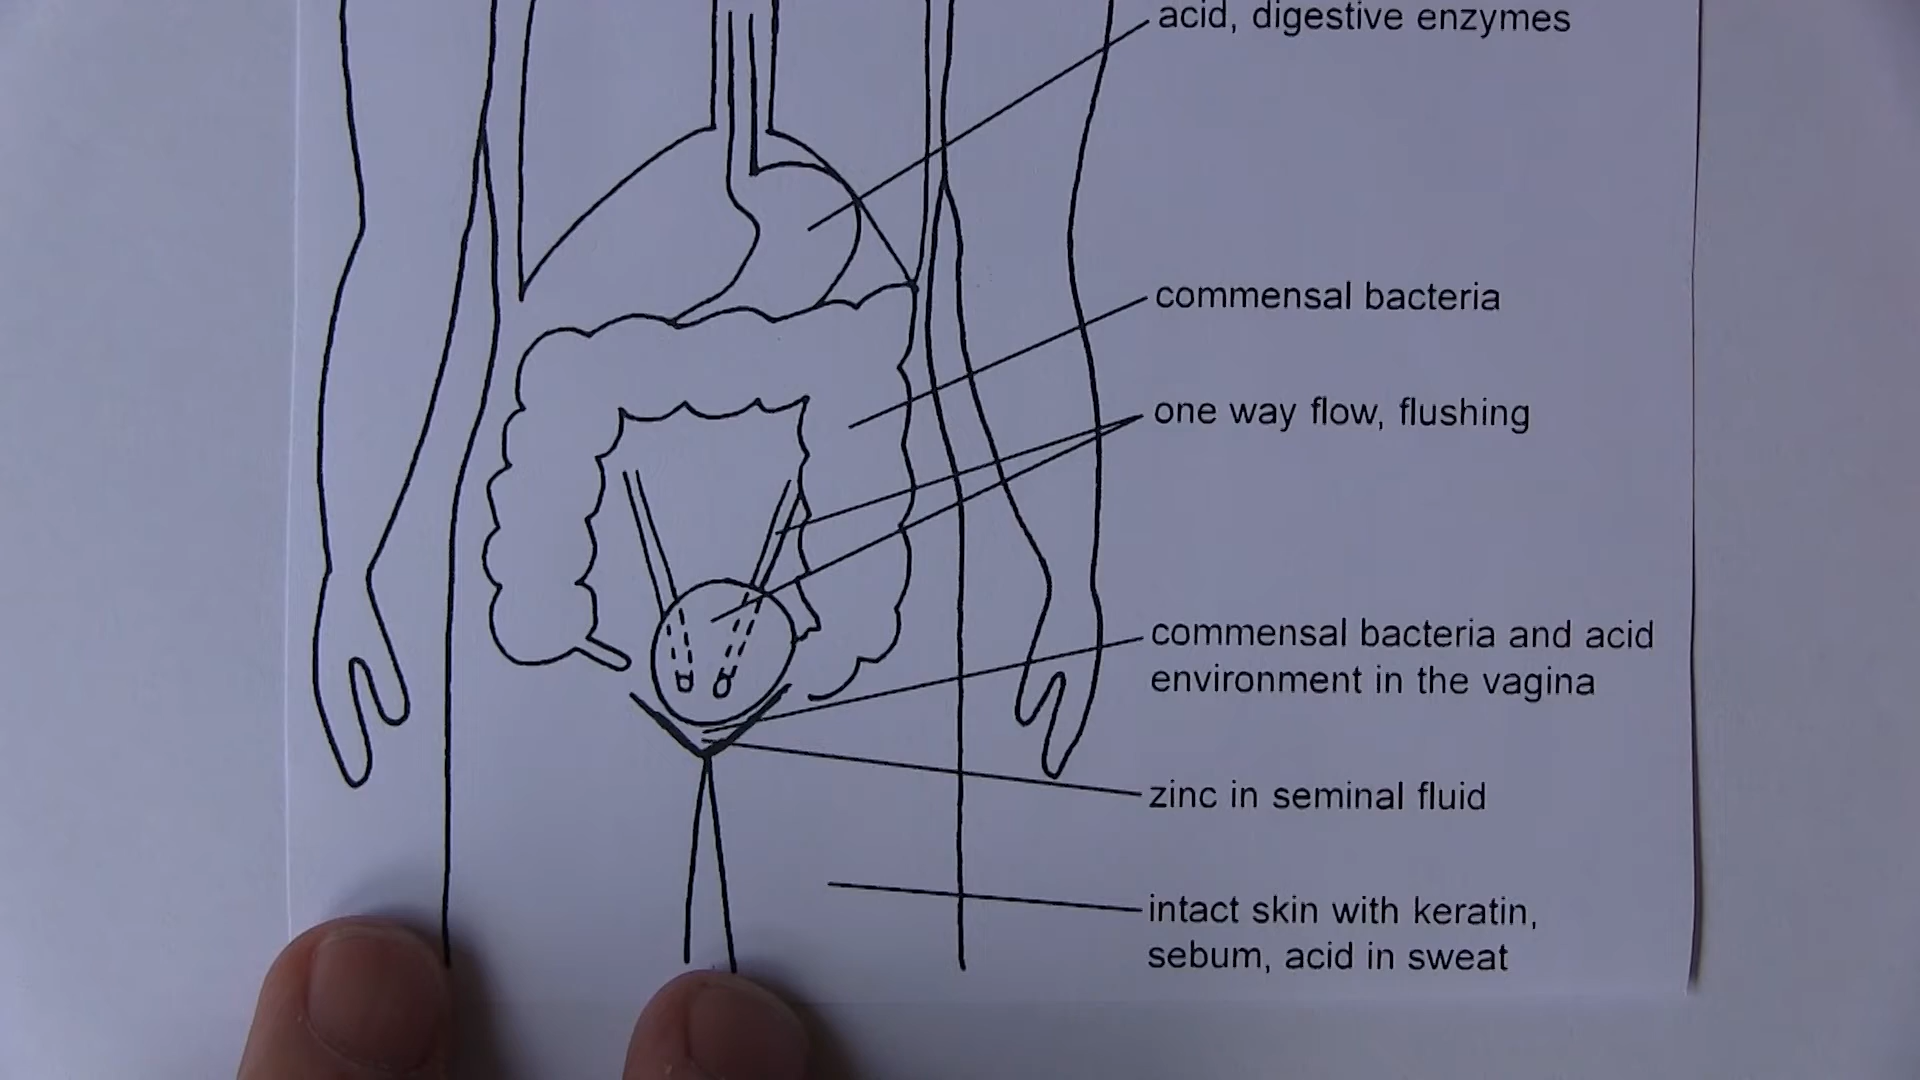 acid, digestive enzymes
commensal bacteria
one way flow, flushing
commensal bacteria and acid
environment in the vagina
zinc in seminal fluid
intact skin with keratin,
sebum, acid in sweat